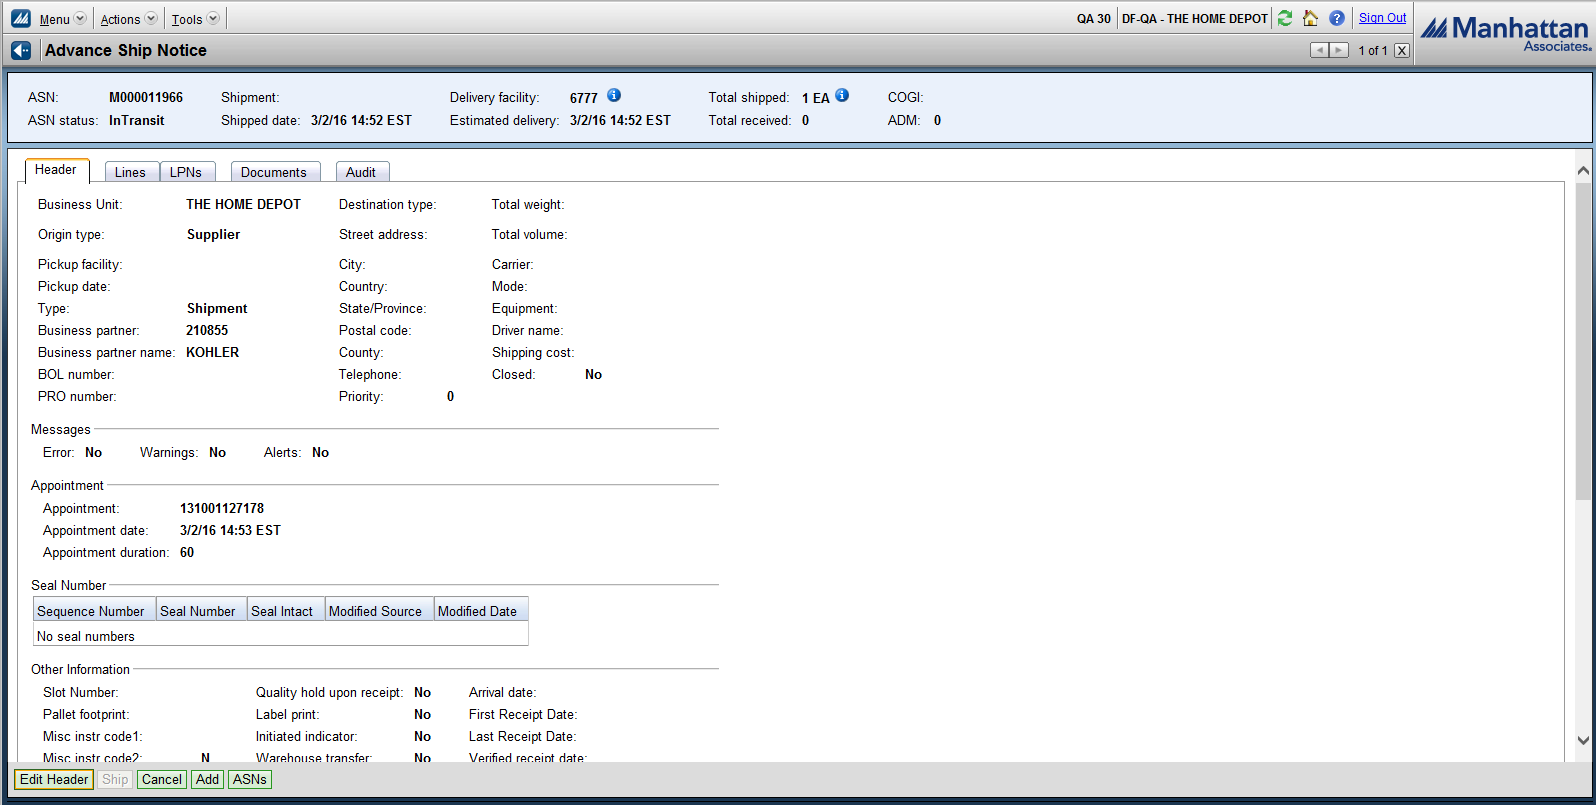 Menu Actions Tools QA 30 DF-QA - THE HOME DEPOT Sign Out
Manhattan Associates.
Advance Ship Notice 1 of 1 X
ASN: M000011966 Shipment: Delivery facility: 6777 Total shipped: 1 EA COGI:
ASN status: InTransit Shipped date: 3/2/16 14:52 EST Estimated delivery: 3/2/16 14:52 EST Total received: 0 ADM: 0
Header Lines LPNs Documents Audit
Business Unit: THE HOME DEPOT Destination type: Total weight:
Origin type: Supplier Street address: Total volume:
Pickup facility: City: Carrier:
Pickup date: Country: Mode:
Type: Shipment State/Province: Equipment:
Business partner: 210855 Postal code: Driver name:
Business partner name: KOHLER County: Shipping cost:
BOL number: Telephone: Closed: No
PRO number: Priority: 0
Messages
Error: No Warnings: No Alerts: No
Appointment
Appointment: 131001127178
Appointment date: 3/2/16 14:53 EST
Appointment duration: 60
Seal Number
Sequence Number Seal Number Seal Intact Modified Source Modified Date
No seal numbers
Other Information
Slot Number: Quality hold upon receipt: No Arrival date:
Pallet footprint: Label print: No First Receipt Date:
Misc instr code1: Initiated indicator: No Last Receipt Date:
Misc instr code2: N Warehouse transfer: No Verified receipt date:
Edit Header Ship Cancel Add ASNs